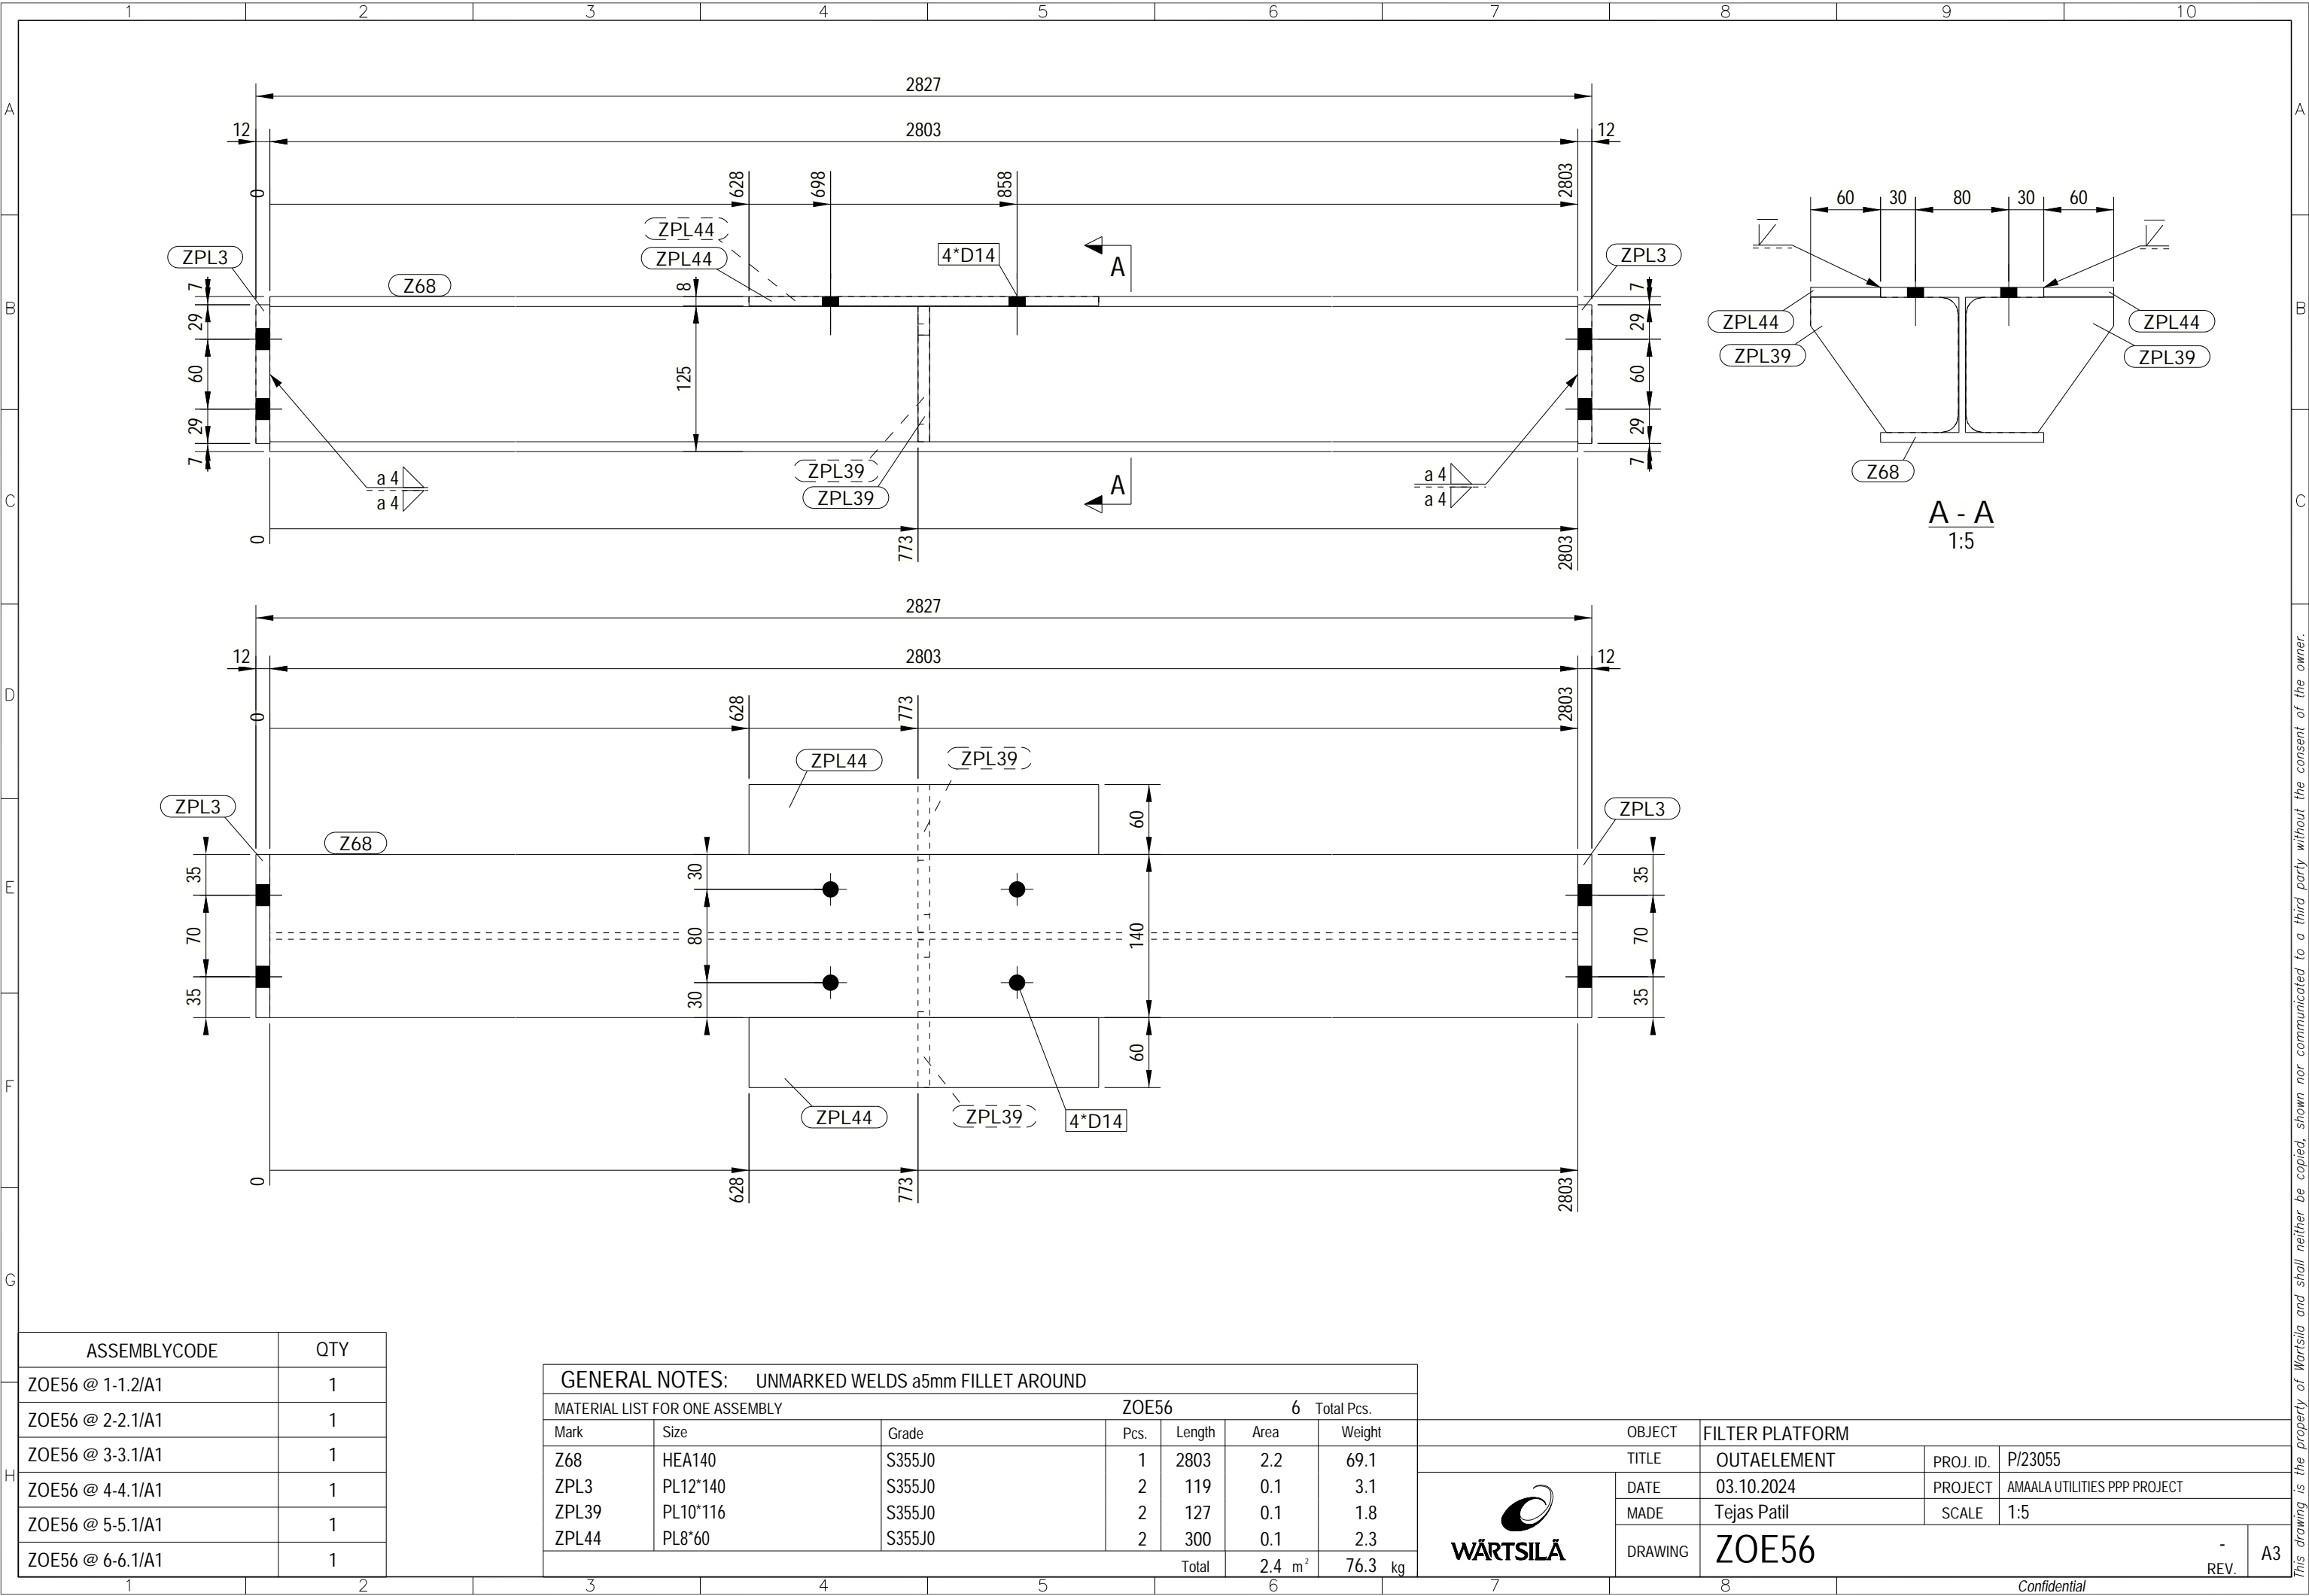 1 2 3 4 5 6 7 8 9 10
A A
2827
12 2803 12
0 628 698 858 2803
60 30 80 30 60
ZPL44
ZPL3 ZPL44 4*D14 A ZPL3
Z68
7 8 7
29 29
ZPL44 ZPL44
B B
ZPL39 ZPL39
60 125 60
29 29
7 7
ZPL39
ZPL39
Z68
a 4 A a 4
a 4 a 4
C C
A - A
1:5
0 773 2803
2827
12 2803 12
D
0 628 773 2803
ZPL44 ZPL39
ZPL3 ZPL3
60
Z68
35 30 35
E
70 80 140 70
35 30 35
60
F
ZPL44 ZPL39 4*D14
0 628 773 2803
G
H
This drawing is the property of Wartsila and shall neither be copied, shown nor communicated to a third party without the consent of the owner.
ASSEMBLYCODE QTY
ZOE56 @ 1-1.2/A1 1
ZOE56 @ 2-2.1/A1 1
ZOE56 @ 3-3.1/A1 1
ZOE56 @ 4-4.1/A1 1
ZOE56 @ 5-5.1/A1 1
ZOE56 @ 6-6.1/A1 1
GENERAL NOTES: UNMARKED WELDS a5mm FILLET AROUND
MATERIAL LIST FOR ONE ASSEMBLY ZOE56 6 Total Pcs.
Mark Size Grade Pcs. Length Area Weight
Z68 HEA140 S355J0 1 2803 2.2 69.1
ZPL3 PL12*140 S355J0 2 119 0.1 3.1
ZPL39 PL10*116 S355J0 2 127 0.1 1.8
ZPL44 PL8*60 S355J0 2 300 0.1 2.3
Total 2.4 m² 76.3 kg
WÄRTSILÄ
OBJECT FILTER PLATFORM
TITLE OUTAELEMENT PROJ. ID. P/23055
DATE 03.10.2024 PROJECT AMAALA UTILITIES PPP PROJECT
MADE Tejas Patil SCALE 1:5
DRAWING ZOE56 - REV. A3
1 2 3 4 5 6 7 8 Confidential